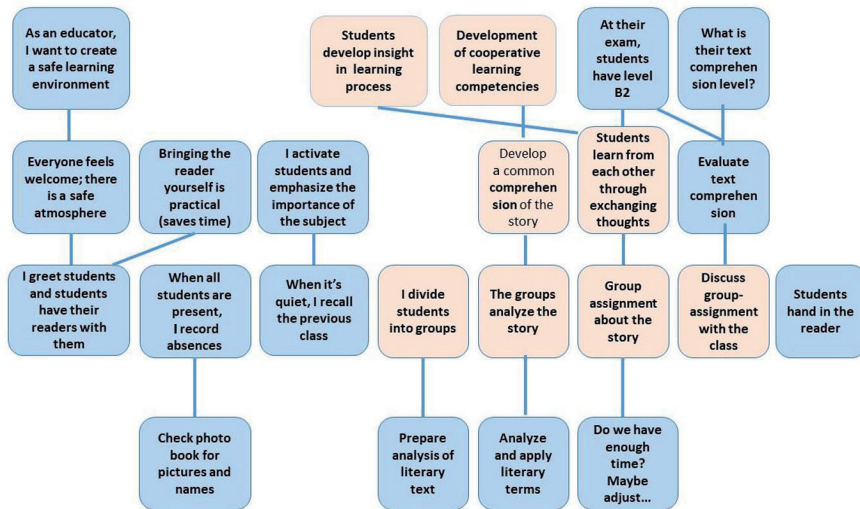 As an educator,
I want to create
a safe learning
environment
Students
develop insight
in learning
process
Development
of cooperative
learning
competencies
At their
exam,
students
have level
B2
What is
their text
comprehen
sion level?
Everyone feels
welcome; there
is a safe
atmosphere
Bringing the
reader
yourself is
practical
(saves time)
I activate
students and
emphasize the
importance of
the subject
Develop
a common
comprehen
sion of the
story
Students
learn from
each other
through
exchanging
thoughts
Evaluate
text
comprehen
sion
I greet students
and students
have their
readers with
them
When all
students are
present,
I record
absences
When it’s
quiet, I recall
the previous
class
I divide
students
into groups
The groups
analyze the
story
Group
assignment
about the
story
Discuss
group-
assignment
with the
class
Students
hand in the
reader
Check photo
book for
pictures and
names
Prepare
analysis of
literary
text
Analyze
and apply
literary
terms
Do we have
enough
time?
Maybe
adjust...